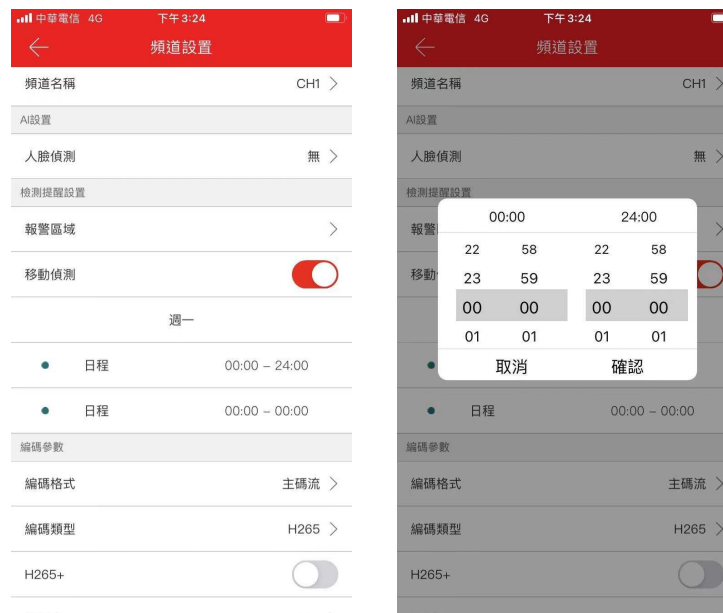 中華電信 4G 下午3:24
頻道設置
頻道名稱 CH1
AI設置
人臉偵測 無
檢測提醒設置
報警區域
移動偵測
週一
日程 00:00 – 24:00
日程 00:00 – 00:00
編碼參數
編碼格式 主碼流
編碼類型 H265
H265+
中華電信 4G 下午3:24
頻道設置
頻道名稱 CH1
AI設置
人臉偵測 無
檢測提醒設置
報警
移動
00:00 24:00
22 58 22 58
23 59 23 59
00 00 00 00
01 01 01 01
取消 確認
日程 00:00 – 00:00
編碼參數
編碼格式 主碼流
編碼類型 H265
H265+